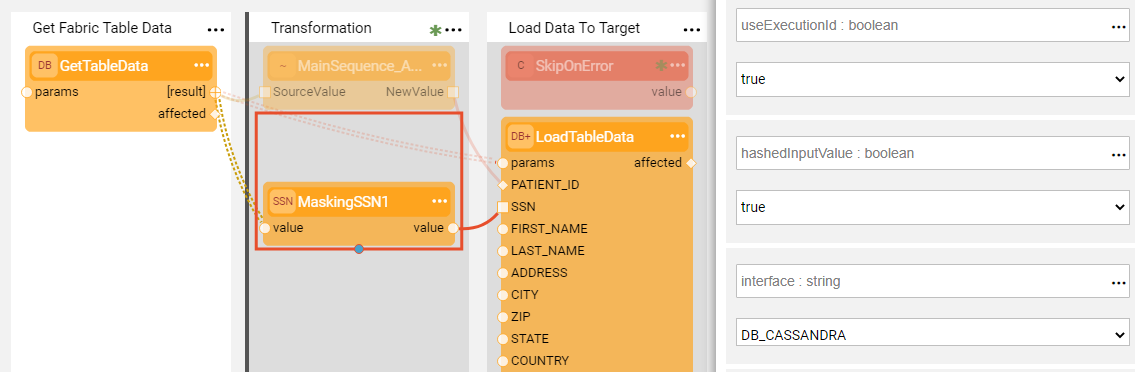 Get Fabric Table Data ...
DB GetTableData ...
params [result]
affected
Transformation * ...
~ MainSequence_A... ...
SourceValue NewValue
SSN MaskingSSN1 ...
value value
Load Data To Target ...
C SkipOnError * ...
value
DB+ LoadTableData ...
params affected
PATIENT_ID
SSN
FIRST_NAME
LAST_NAME
ADDRESS
CITY
ZIP
STATE
COUNTRY
useExecutionId : boolean ...
true
hashedInputValue : boolean ...
true
interface : string ...
DB_CASSANDRA